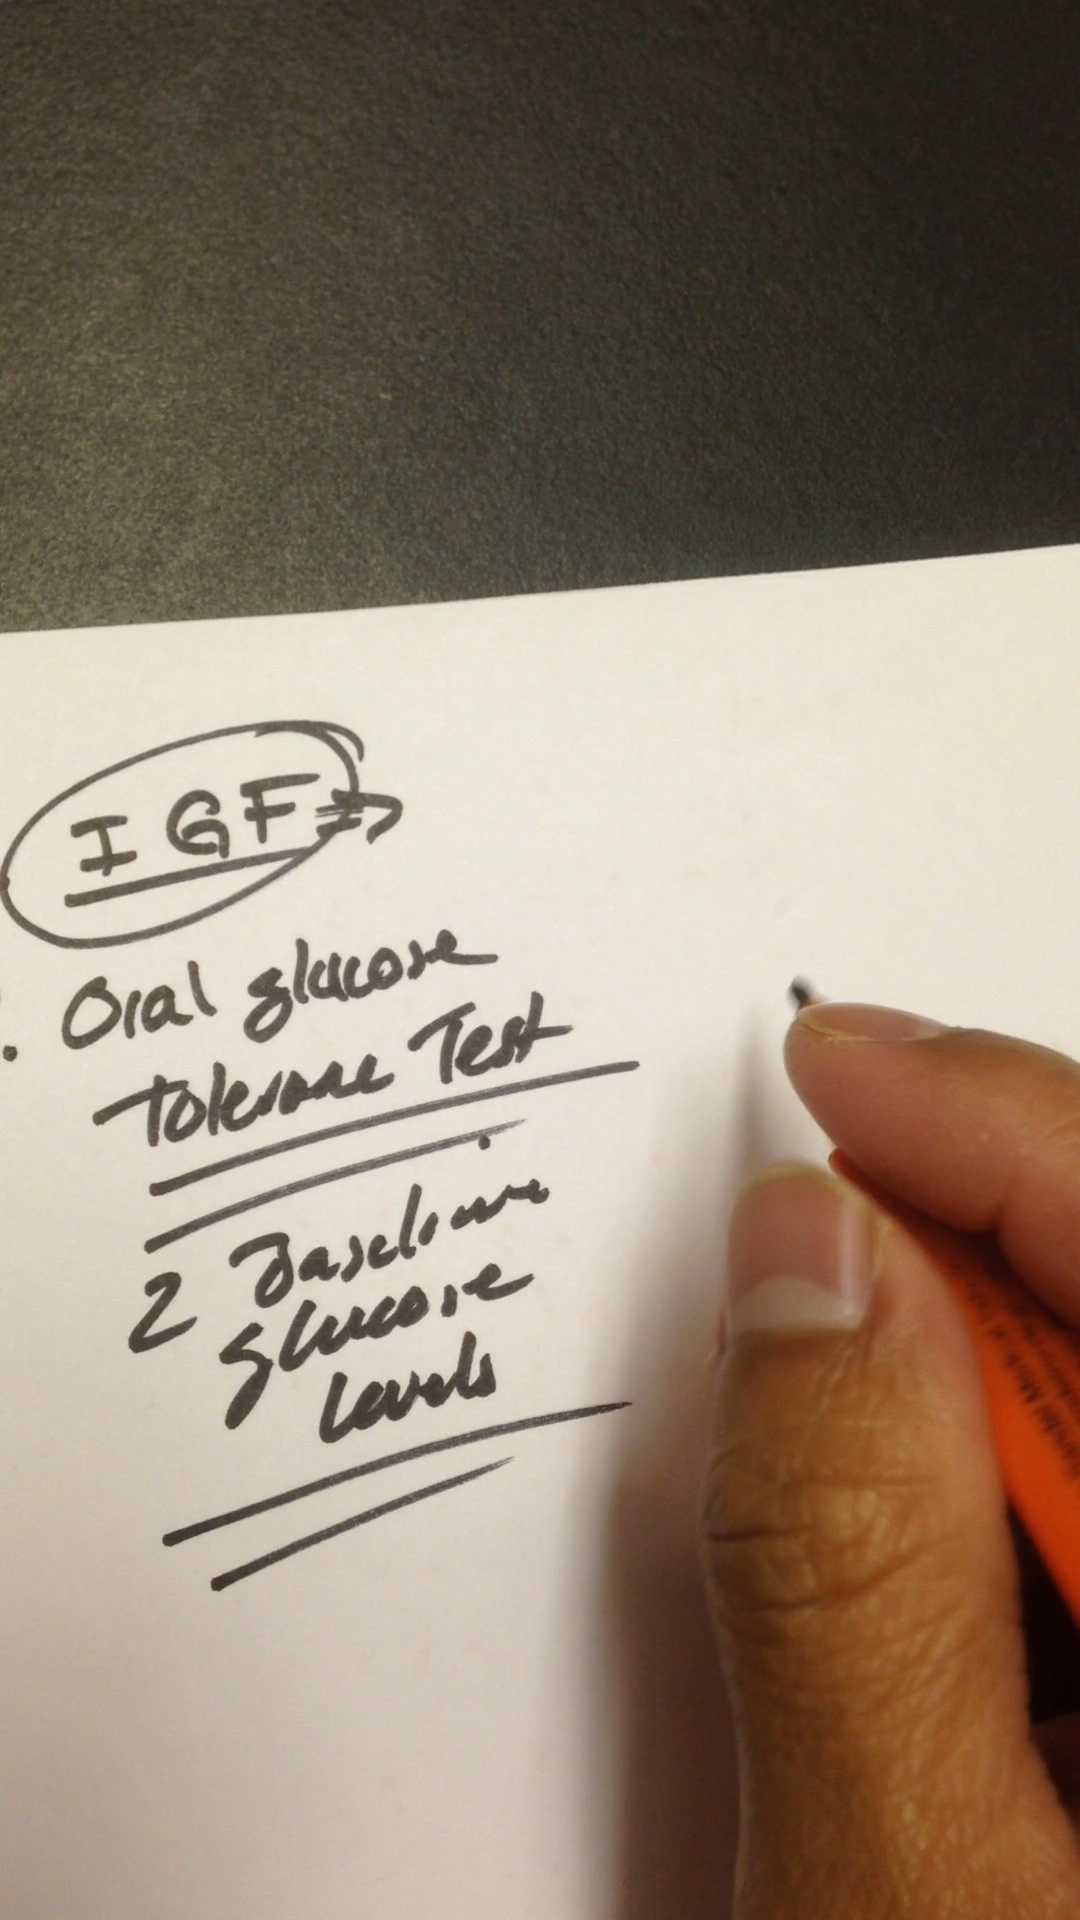 IGF ⇒
. Oral glucose
tolerance Test
2 Baseline
glucose
levels